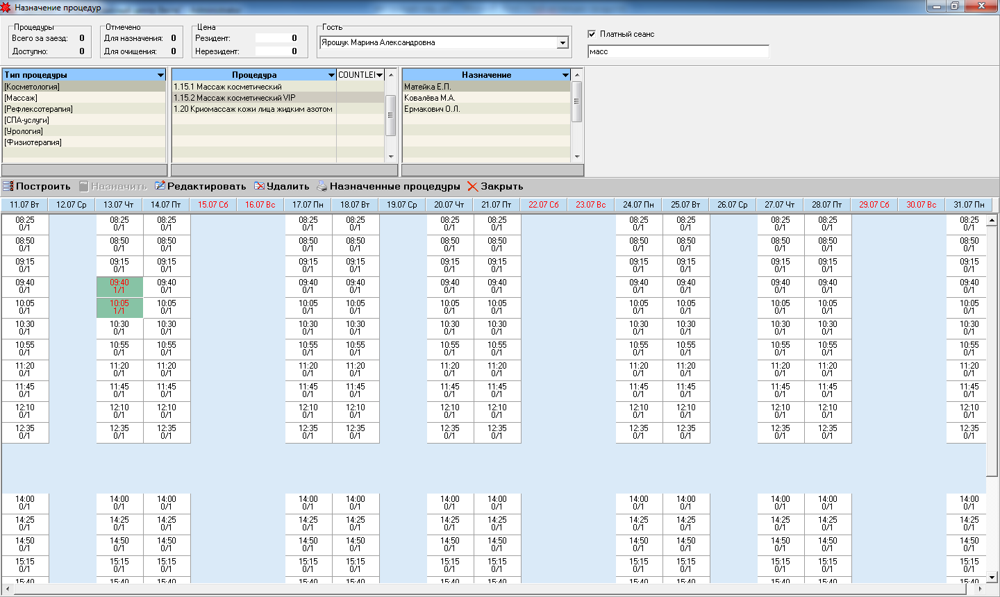 Назначение процедур
Процедуры
Всего за заезд: 0
Доступно: 0
Отмечено
Для назначения: 0
Для очищения: 0
Цена
Резидент: 0
Нерезидент: 0
Гость
Ярощук Марина Александровна
Платный сеанс
масс
Тип процедуры
[Косметология]
[Массаж]
[Рефлексотерапия]
[СПА-услуги]
[Урология]
[Физиотерапия]
Процедура COUNTLEI
1.15.1 Массаж косметический
1.15.2 Массаж косметический VIP
1.20 Криомассаж кожи лица жидким азотом
Назначение
Матейка Е.П.
Ковалёва М.А.
Ермакович О.Л.
Построить Назначить Редактировать Удалить Назначенные процедуры Закрыть
11.07 Вт 12.07 Ср 13.07 Чт 14.07 Пт 15.07 Сб 16.07 Вс 17.07 Пн 18.07 Вт 19.07 Ср 20.07 Чт 21.07 Пт 22.07 Сб 23.07 Вс 24.07 Пн 25.07 Вт 26.07 Ср 27.07 Чт 28.07 Пт 29.07 Сб 30.07 Вс 31.07 Пн
08:25 08:25 08:25 08:25 08:25 08:25 08:25 08:25 08:25 08:25 08:25 08:25
0/1 0/1 0/1 0/1 0/1 0/1 0/1 0/1 0/1 0/1 0/1 0/1
08:50 08:50 08:50 08:50 08:50 08:50 08:50 08:50 08:50 08:50 08:50 08:50
0/1 0/1 0/1 0/1 0/1 0/1 0/1 0/1 0/1 0/1 0/1 0/1
09:15 09:15 09:15 09:15 09:15 09:15 09:15 09:15 09:15 09:15 09:15 09:15
0/1 0/1 0/1 0/1 0/1 0/1 0/1 0/1 0/1 0/1 0/1 0/1
09:40 09:40 09:40 09:40 09:40 09:40 09:40 09:40 09:40 09:40 09:40 09:40
0/1 1/1 0/1 0/1 0/1 0/1 0/1 0/1 0/1 0/1 0/1 0/1
10:05 10:05 10:05 10:05 10:05 10:05 10:05 10:05 10:05 10:05 10:05 10:05
0/1 1/1 0/1 0/1 0/1 0/1 0/1 0/1 0/1 0/1 0/1 0/1
10:30 10:30 10:30 10:30 10:30 10:30 10:30 10:30 10:30 10:30 10:30 10:30
0/1 0/1 0/1 0/1 0/1 0/1 0/1 0/1 0/1 0/1 0/1 0/1
10:55 10:55 10:55 10:55 10:55 10:55 10:55 10:55 10:55 10:55 10:55 10:55
0/1 0/1 0/1 0/1 0/1 0/1 0/1 0/1 0/1 0/1 0/1 0/1
11:20 11:20 11:20 11:20 11:20 11:20 11:20 11:20 11:20 11:20 11:20 11:20
0/1 0/1 0/1 0/1 0/1 0/1 0/1 0/1 0/1 0/1 0/1 0/1
11:45 11:45 11:45 11:45 11:45 11:45 11:45 11:45 11:45 11:45 11:45 11:45
0/1 0/1 0/1 0/1 0/1 0/1 0/1 0/1 0/1 0/1 0/1 0/1
12:10 12:10 12:10 12:10 12:10 12:10 12:10 12:10 12:10 12:10 12:10 12:10
0/1 0/1 0/1 0/1 0/1 0/1 0/1 0/1 0/1 0/1 0/1 0/1
12:35 12:35 12:35 12:35 12:35 12:35 12:35 12:35 12:35 12:35 12:35 12:35
0/1 0/1 0/1 0/1 0/1 0/1 0/1 0/1 0/1 0/1 0/1 0/1
14:00 14:00 14:00 14:00 14:00 14:00 14:00 14:00 14:00 14:00 14:00 14:00
0/1 0/1 0/1 0/1 0/1 0/1 0/1 0/1 0/1 0/1 0/1 0/1
14:25 14:25 14:25 14:25 14:25 14:25 14:25 14:25 14:25 14:25 14:25 14:25
0/1 0/1 0/1 0/1 0/1 0/1 0/1 0/1 0/1 0/1 0/1 0/1
14:50 14:50 14:50 14:50 14:50 14:50 14:50 14:50 14:50 14:50 14:50 14:50
0/1 0/1 0/1 0/1 0/1 0/1 0/1 0/1 0/1 0/1 0/1 0/1
15:15 15:15 15:15 15:15 15:15 15:15 15:15 15:15 15:15 15:15 15:15 15:15
0/1 0/1 0/1 0/1 0/1 0/1 0/1 0/1 0/1 0/1 0/1 0/1
15:40 15:40 15:40 15:40 15:40 15:40 15:40 15:40 15:40 15:40 15:40 15:40